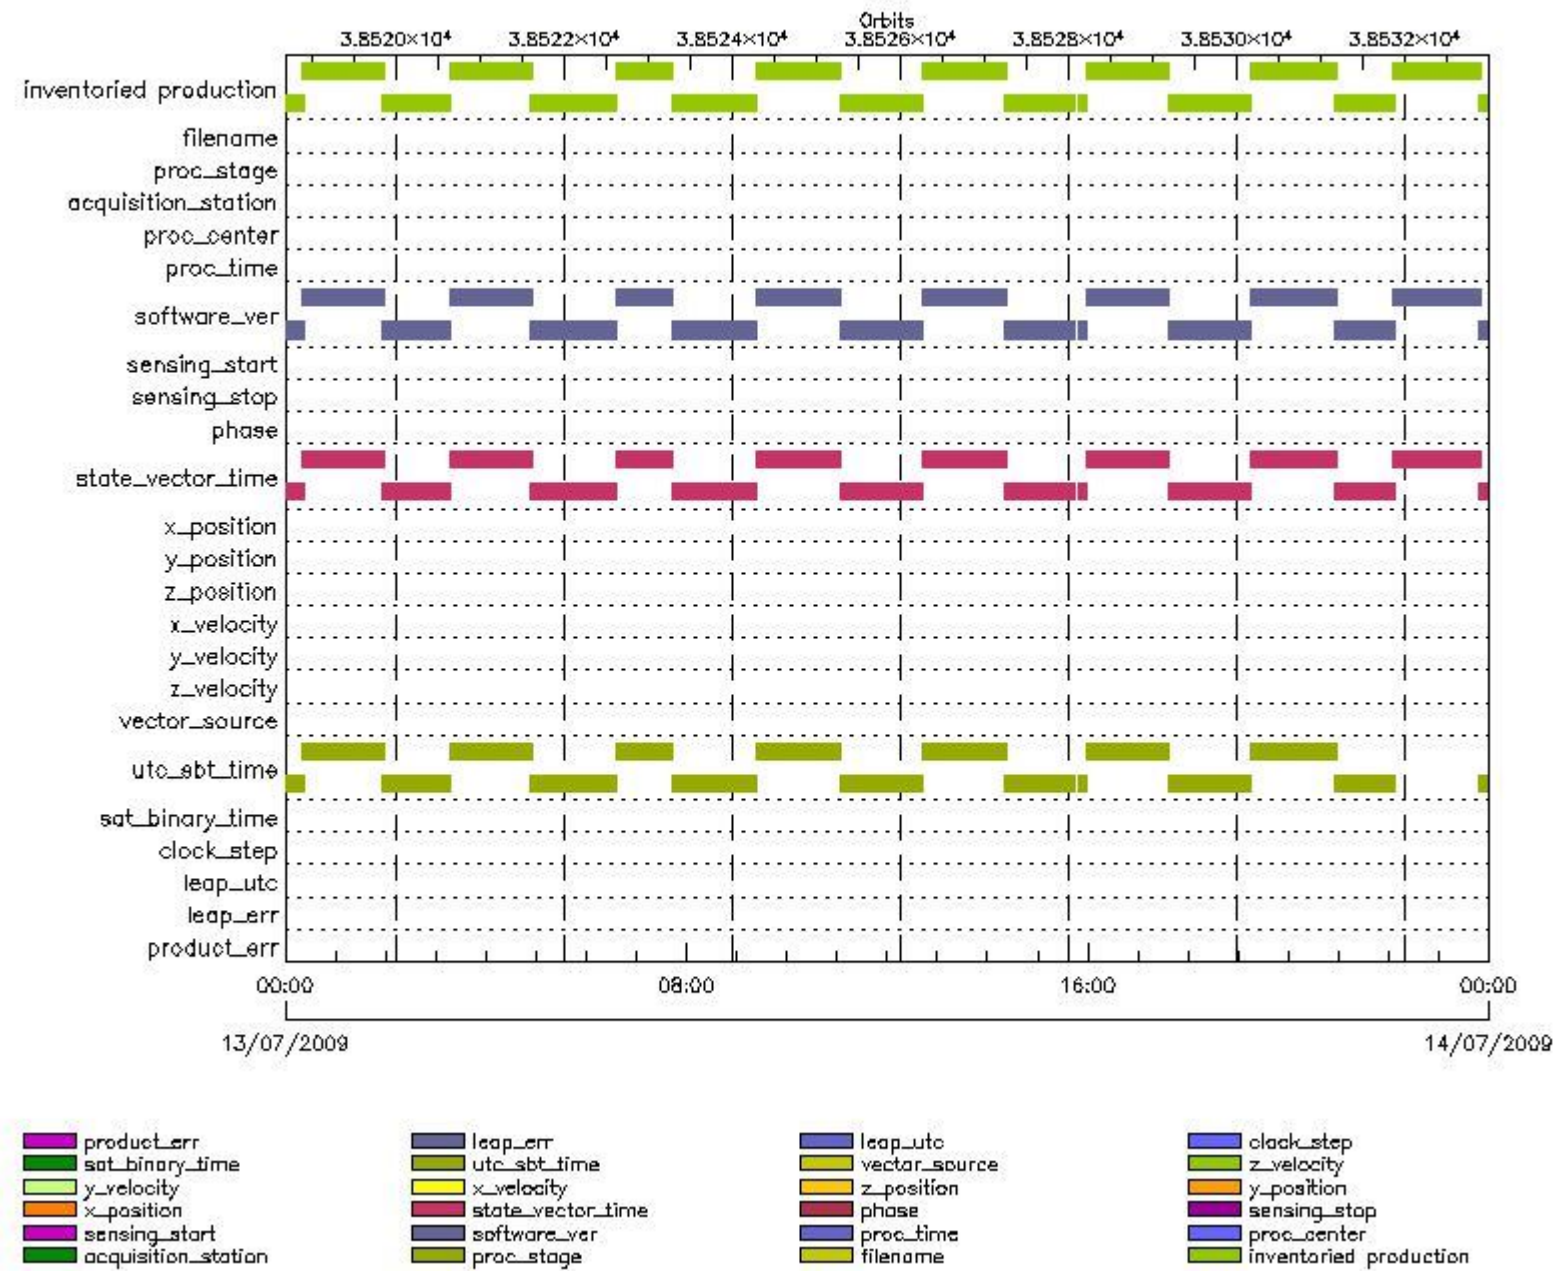 Orbits
3.8520×10⁴ 3.8522×10⁴ 3.8524×10⁴ 3.8526×10⁴ 3.8528×10⁴ 3.8530×10⁴ 3.8532×10⁴
inventoried production
filename
proc_stage
acquisition_station
proc_center
proc_time
software_ver
sensing_start
sensing_stop
phase
state_vector_time
x_position
y_position
z_position
x_velocity
y_velocity
z_velocity
vector_source
utc_sbt_time
sat_binary_time
clock_step
leap_utc
leap_err
product_err
00:00 08:00 16:00 00:00
13/07/2009 14/07/2009
product_err leap_err leap_utc clock_step
sat_binary_time utc_sbt_time vector_source z_velocity
y_velocity x_velocity z_position y_position
x_position state_vector_time phase sensing_stop
sensing_start software_ver proc_time proc_center
acquisition_station proc_stage filename inventoried production